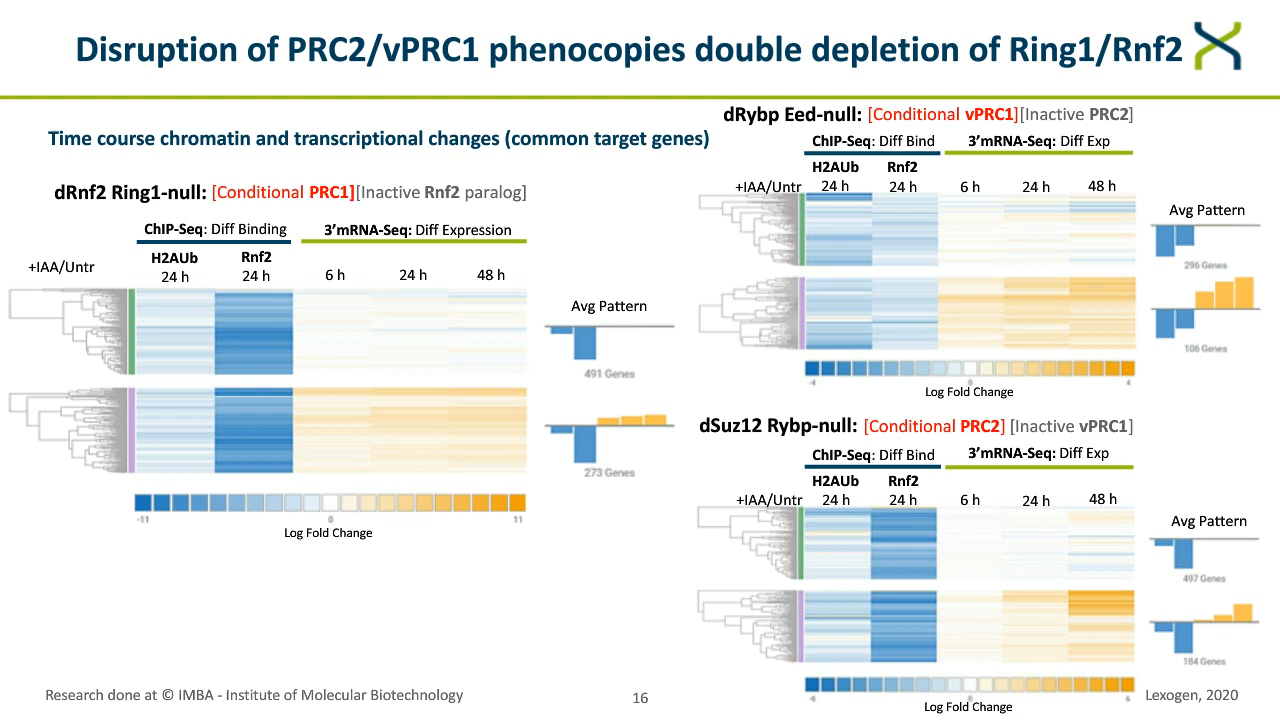 Disruption of PRC2/vPRC1 phenocopies double depletion of Ring1/Rnf2
Time course chromatin and transcriptional changes (common target genes)
dRnf2 Ring1-null: [Conditional PRC1][Inactive Rnf2 paralog]
ChIP-Seq: Diff Binding
3'mRNA-Seq: Diff Expression
+IAA/Untr
H2AUb
24 h
Rnf2
24 h
6 h
24 h
48 h
Avg Pattern
491 Genes
273 Genes
-11
0
11
Log Fold Change
dRybp Eed-null: [Conditional vPRC1][Inactive PRC2]
ChIP-Seq: Diff Bind
3'mRNA-Seq: Diff Exp
+IAA/Untr
H2AUb
24 h
Rnf2
24 h
6 h
24 h
48 h
Avg Pattern
296 Genes
106 Genes
-4
0
4
Log Fold Change
dSuz12 Rybp-null: [Conditional PRC2] [Inactive vPRC1]
ChIP-Seq: Diff Bind
3'mRNA-Seq: Diff Exp
+IAA/Untr
H2AUb
24 h
Rnf2
24 h
6 h
24 h
48 h
Avg Pattern
497 Genes
184 Genes
-6
0
6
Log Fold Change
Research done at © IMBA - Institute of Molecular Biotechnology
16
Lexogen, 2020